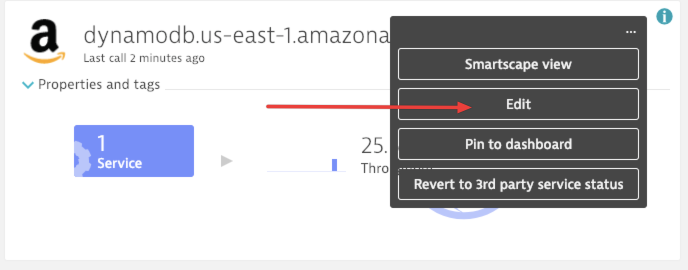 dynamodb.us-east-1.amazona
Last call 2 minutes ago
Properties and tags
1
Service
25.
Thro
...
Smartscape view
Edit
Pin to dashboard
Revert to 3rd party service status
i